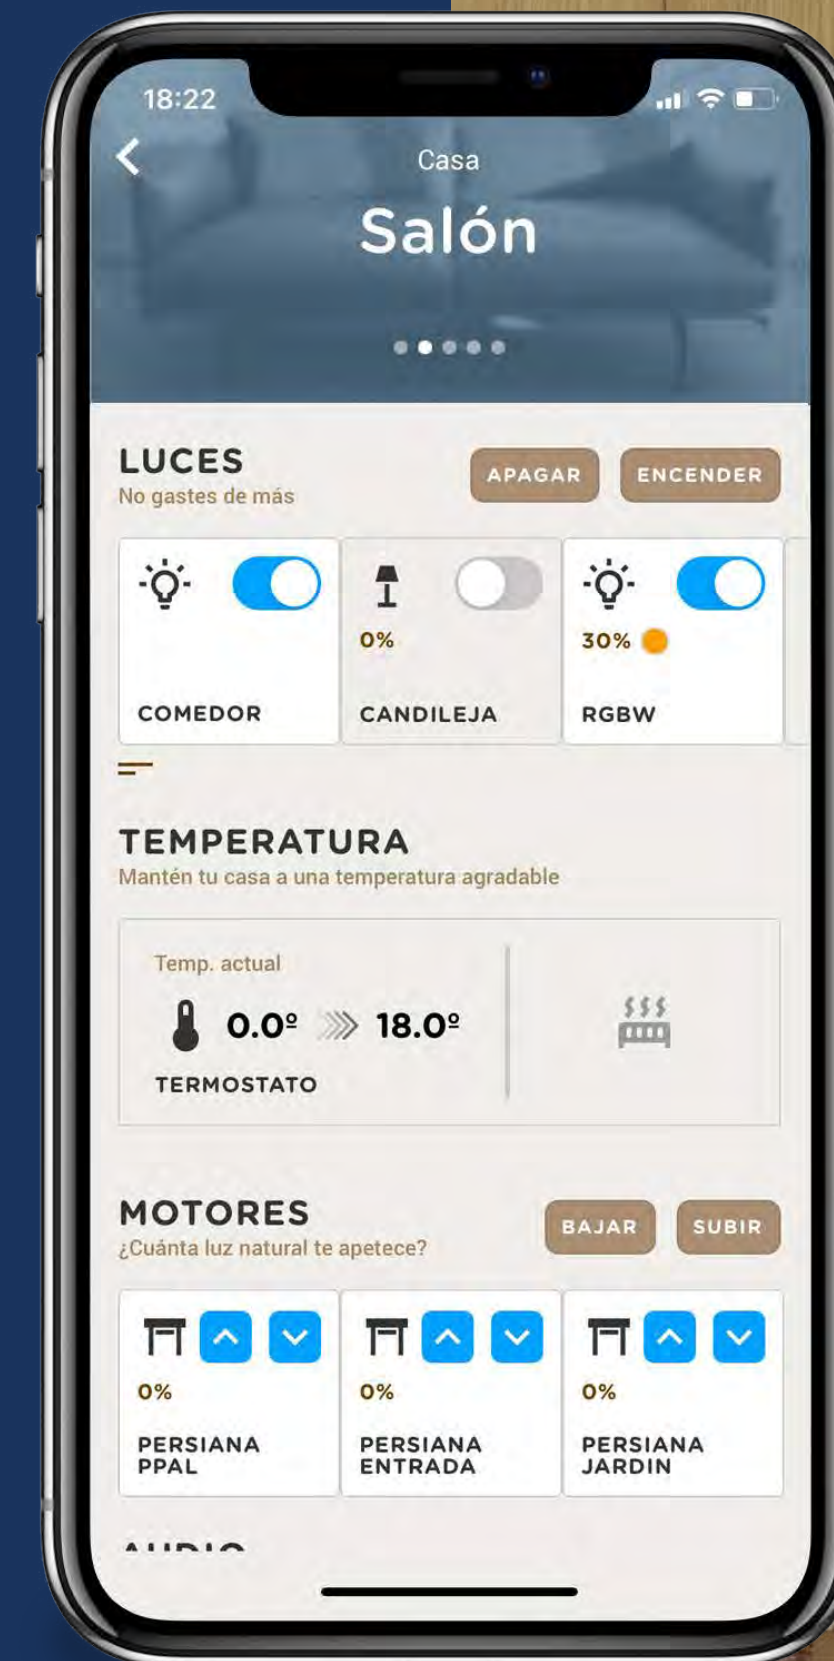 18:22
Casa
Salón
LUCES
No gastes de más
APAGAR
ENCENDER
0%
30%
COMEDOR
CANDILEJA
RGBW
TEMPERATURA
Mantén tu casa a una temperatura agradable
Temp. actual
0.0º
18.0º
TERMOSTATO
MOTORES
¿Cuánta luz natural te apetece?
BAJAR
SUBIR
0%
0%
0%
PERSIANA
PPAL
PERSIANA
ENTRADA
PERSIANA
JARDIN
AUDIO